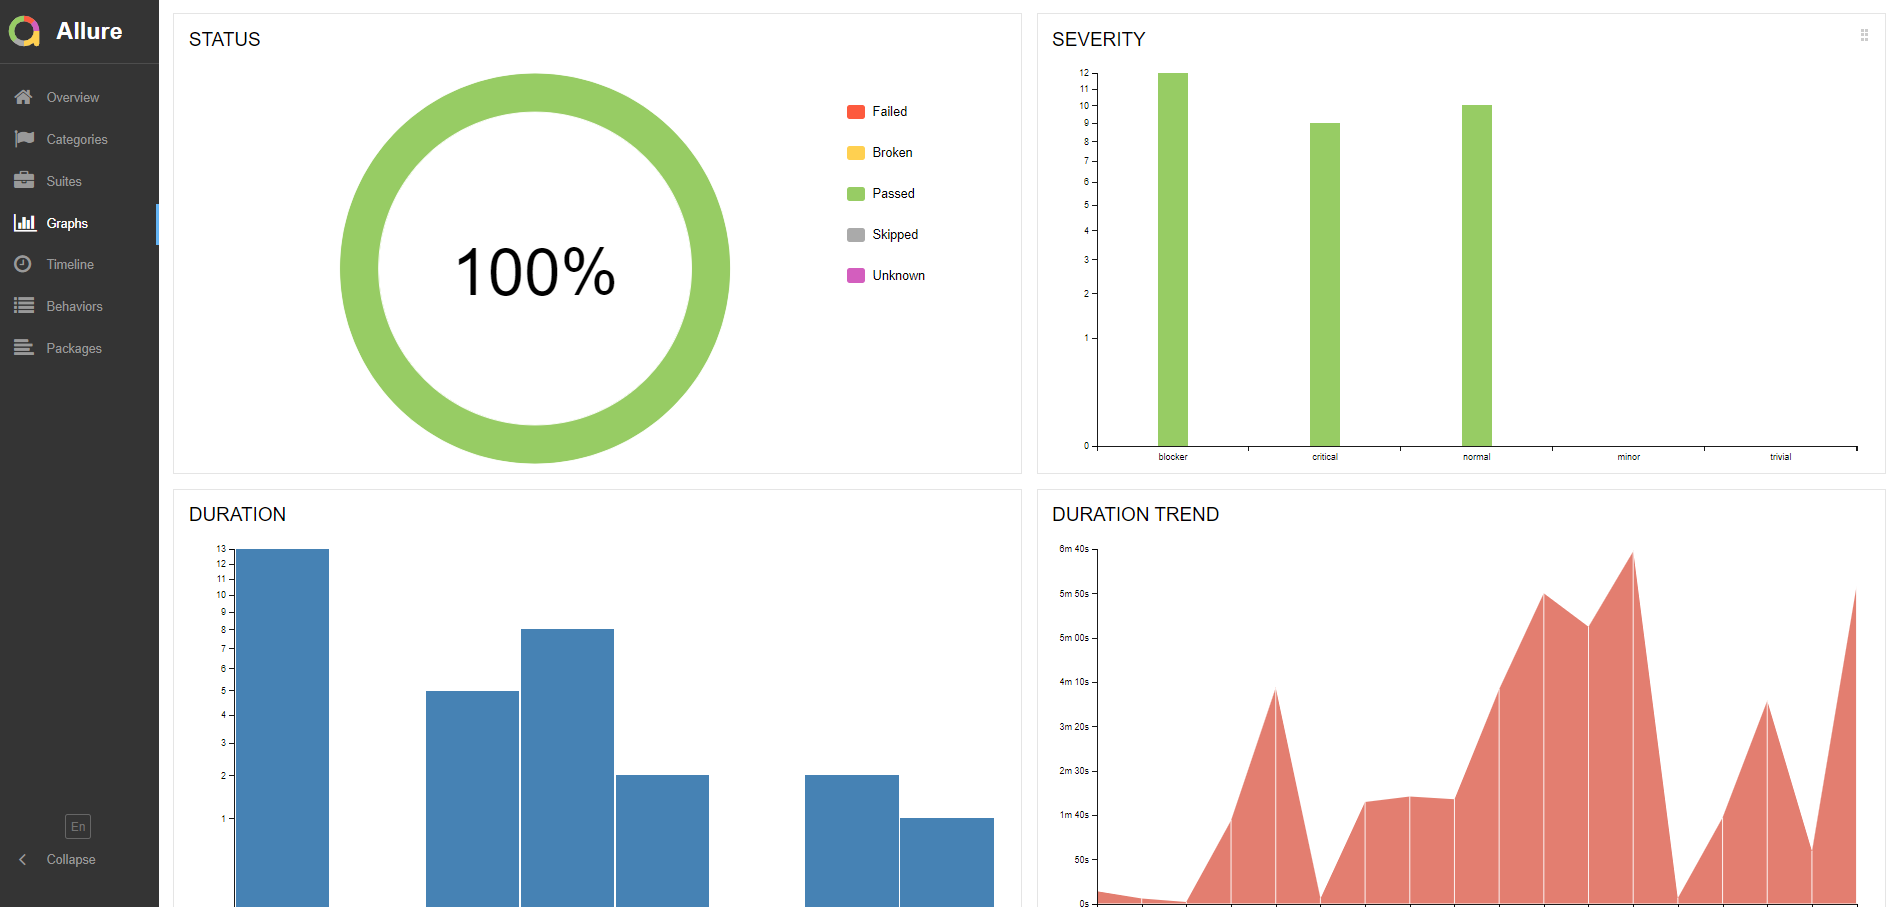 Allure
Overview
Categories
Suites
Graphs
Timeline
Behaviors
Packages
En
Collapse
STATUS
100%
Failed
Broken
Passed
Skipped
Unknown
SEVERITY
12
11
10
9
8
7
6
5
4
3
2
1
0
blocker critical normal minor trivial
DURATION
13
12
11
10
9
8
7
6
5
4
3
2
1
DURATION TREND
6m 40s
5m 50s
5m 00s
4m 10s
3m 20s
2m 30s
1m 40s
50s
0s